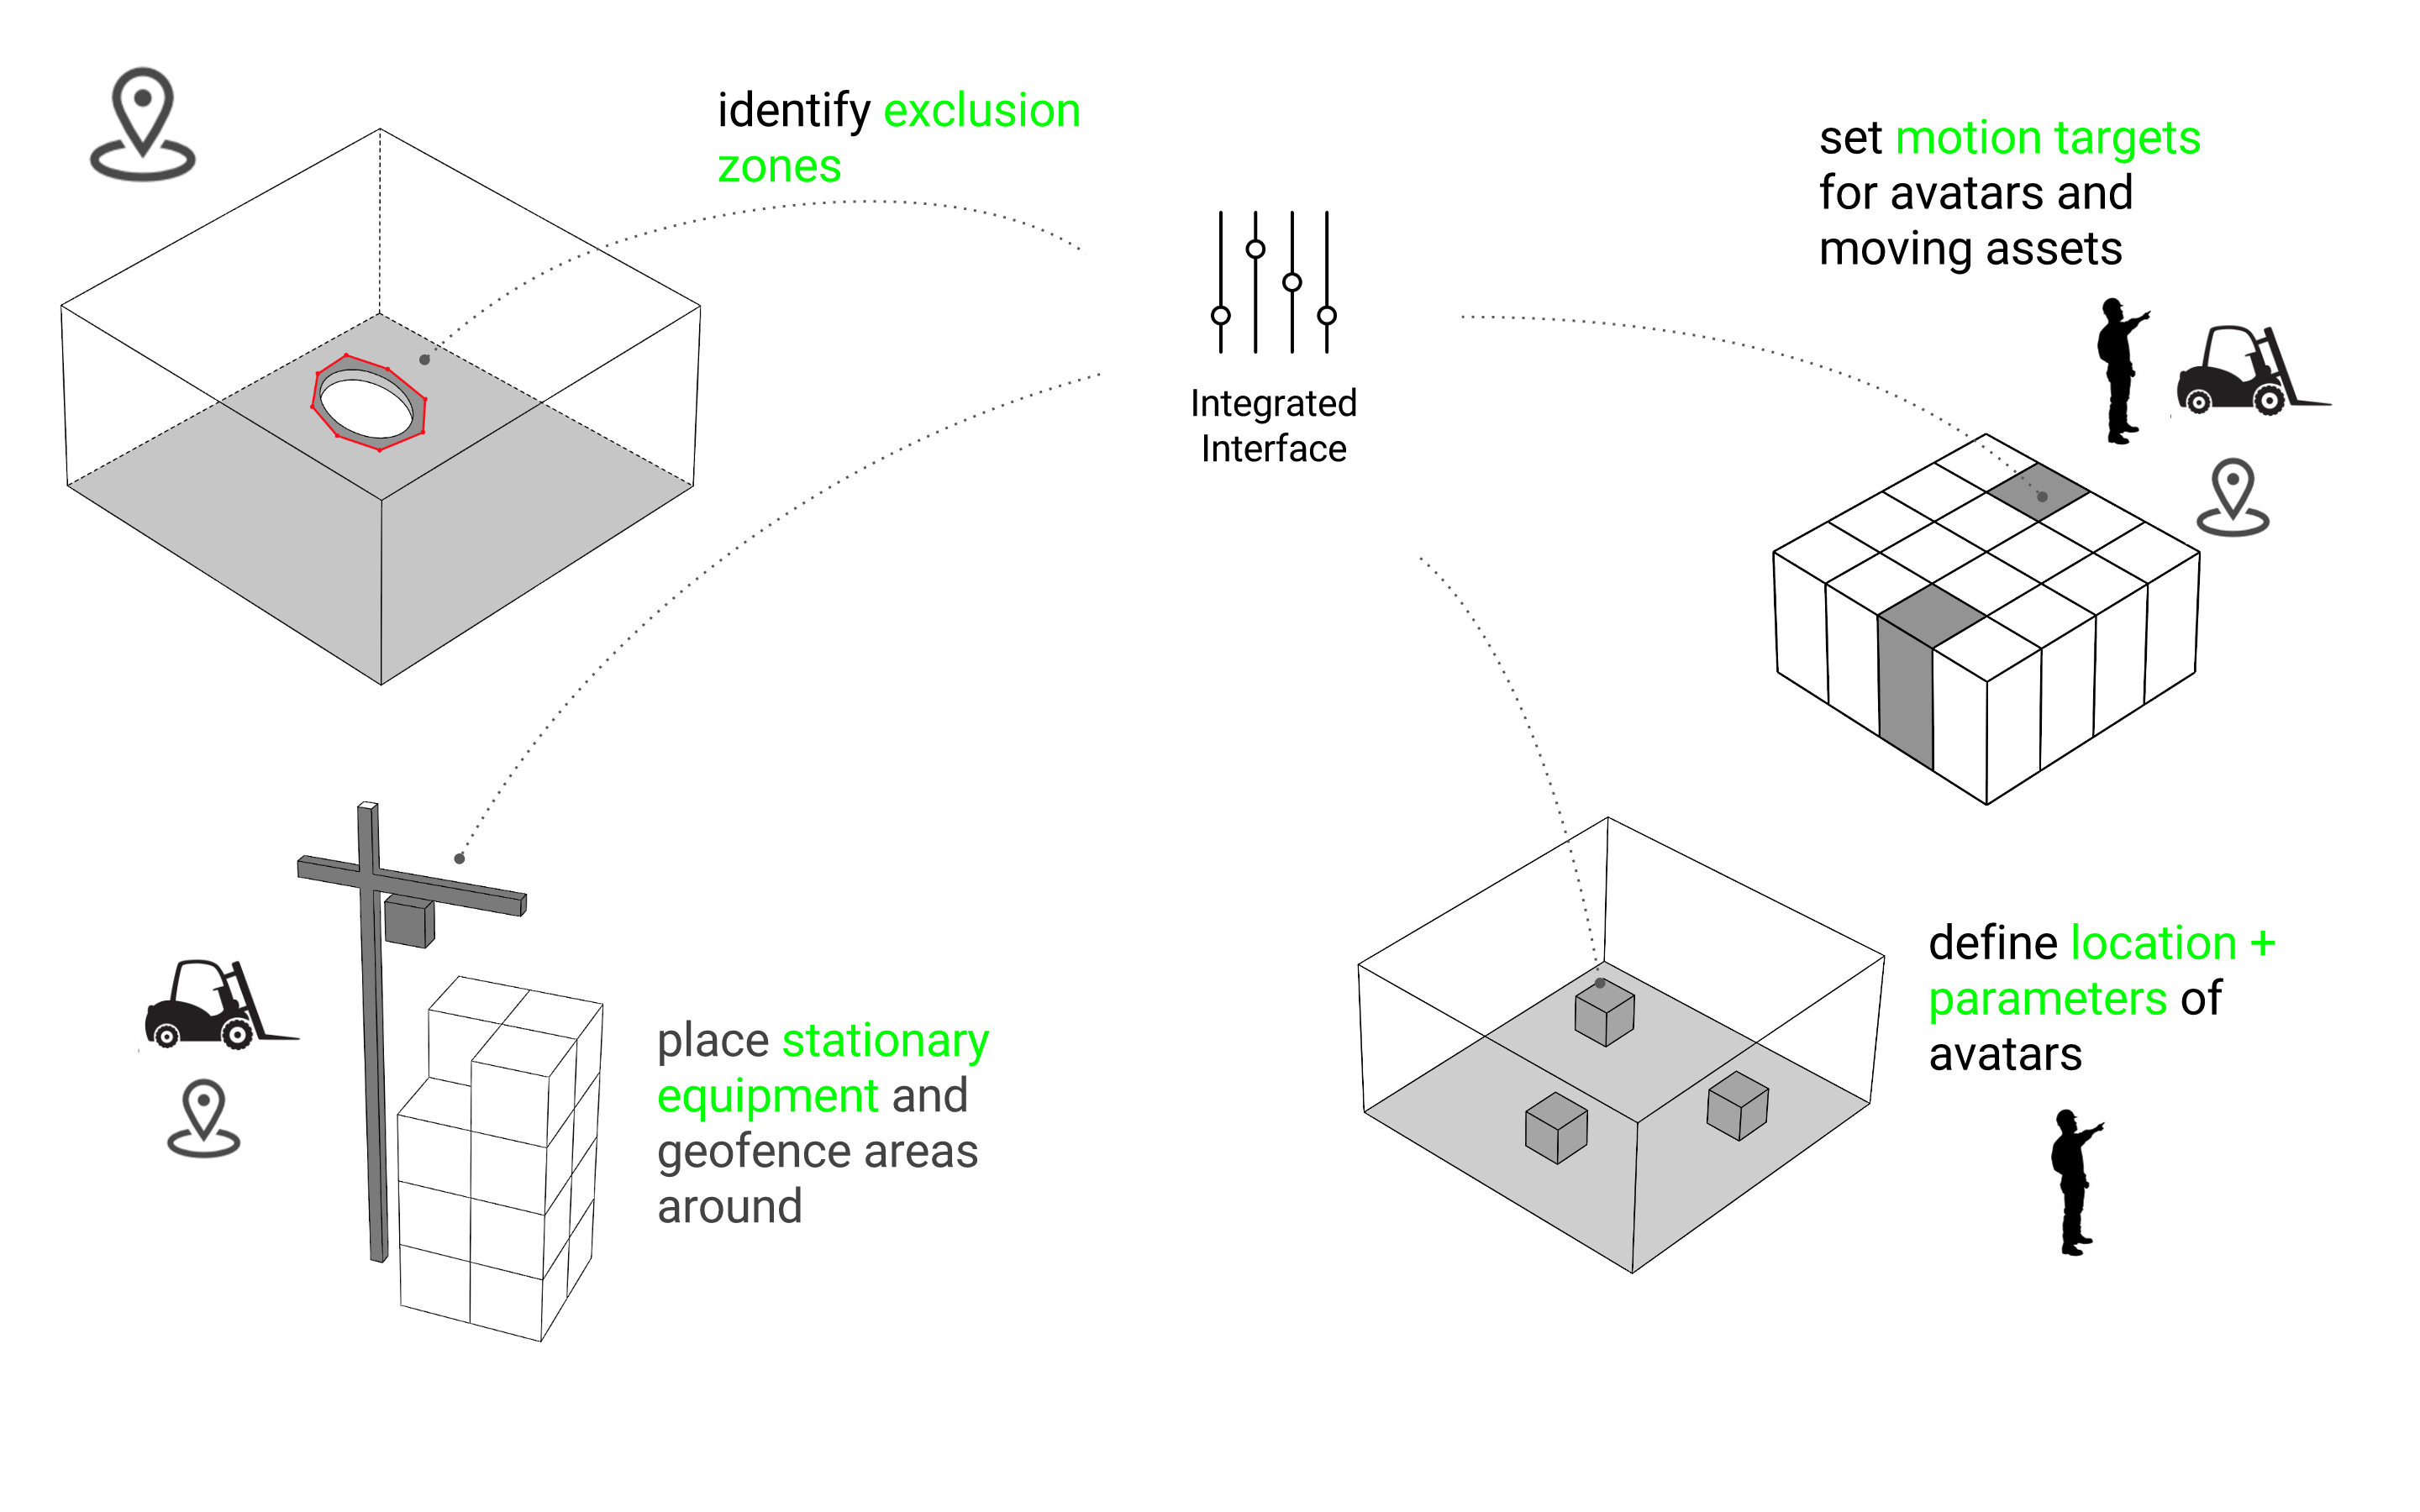 identify exclusion
zones
set motion targets
for avatars and
moving assets
Integrated
Interface
place stationary
equipment and
geofence areas
around
define location +
parameters of
avatars